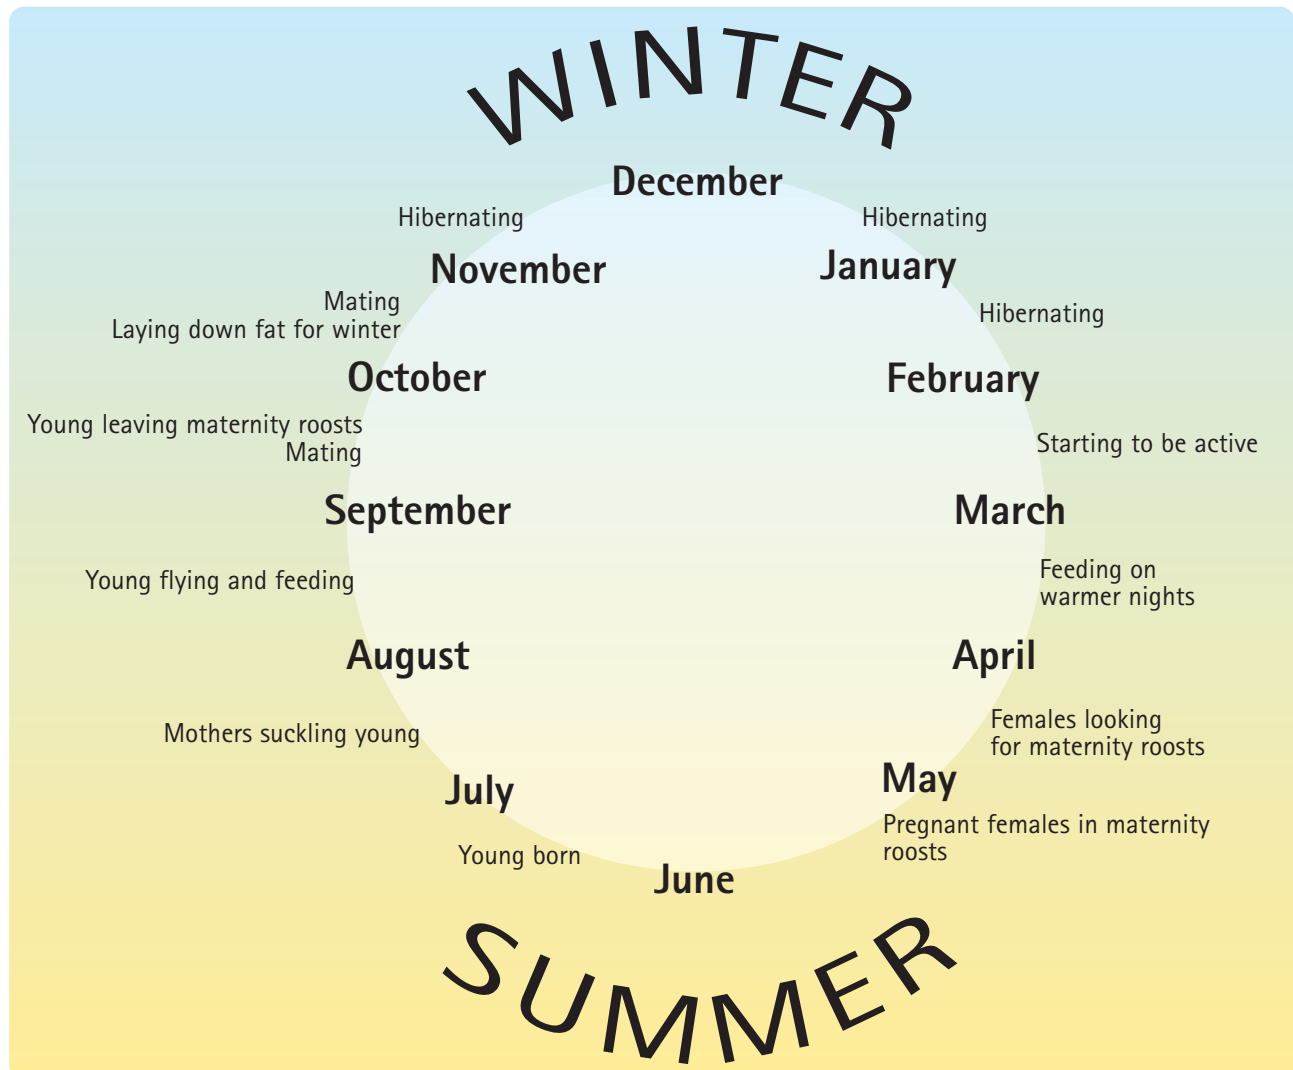 WINTER
December
Hibernating
January
Hibernating
February
Starting to be active
March
Feeding on
warmer nights
April
Females looking
for maternity roosts
May
Pregnant females in maternity
roosts
June
Young born
July
Mothers suckling young
August
Young flying and feeding
September
Young leaving maternity roosts
Mating
October
Mating
Laying down fat for winter
November
Hibernating
SUMMER